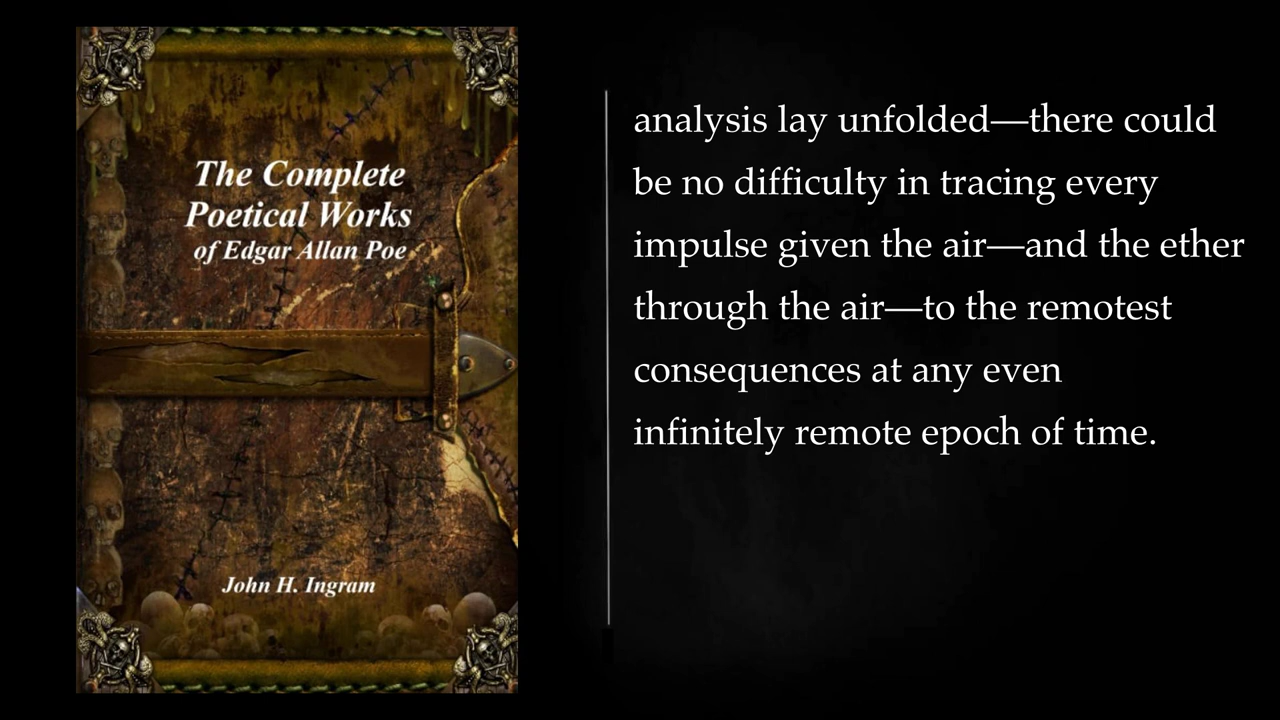 The Complete
Poetical Works
of Edgar Allan Poe
John H. Ingram
analysis lay unfolded—there could
be no difficulty in tracing every
impulse given the air—and the ether
through the air—to the remotest
consequences at any even
infinitely remote epoch of time.